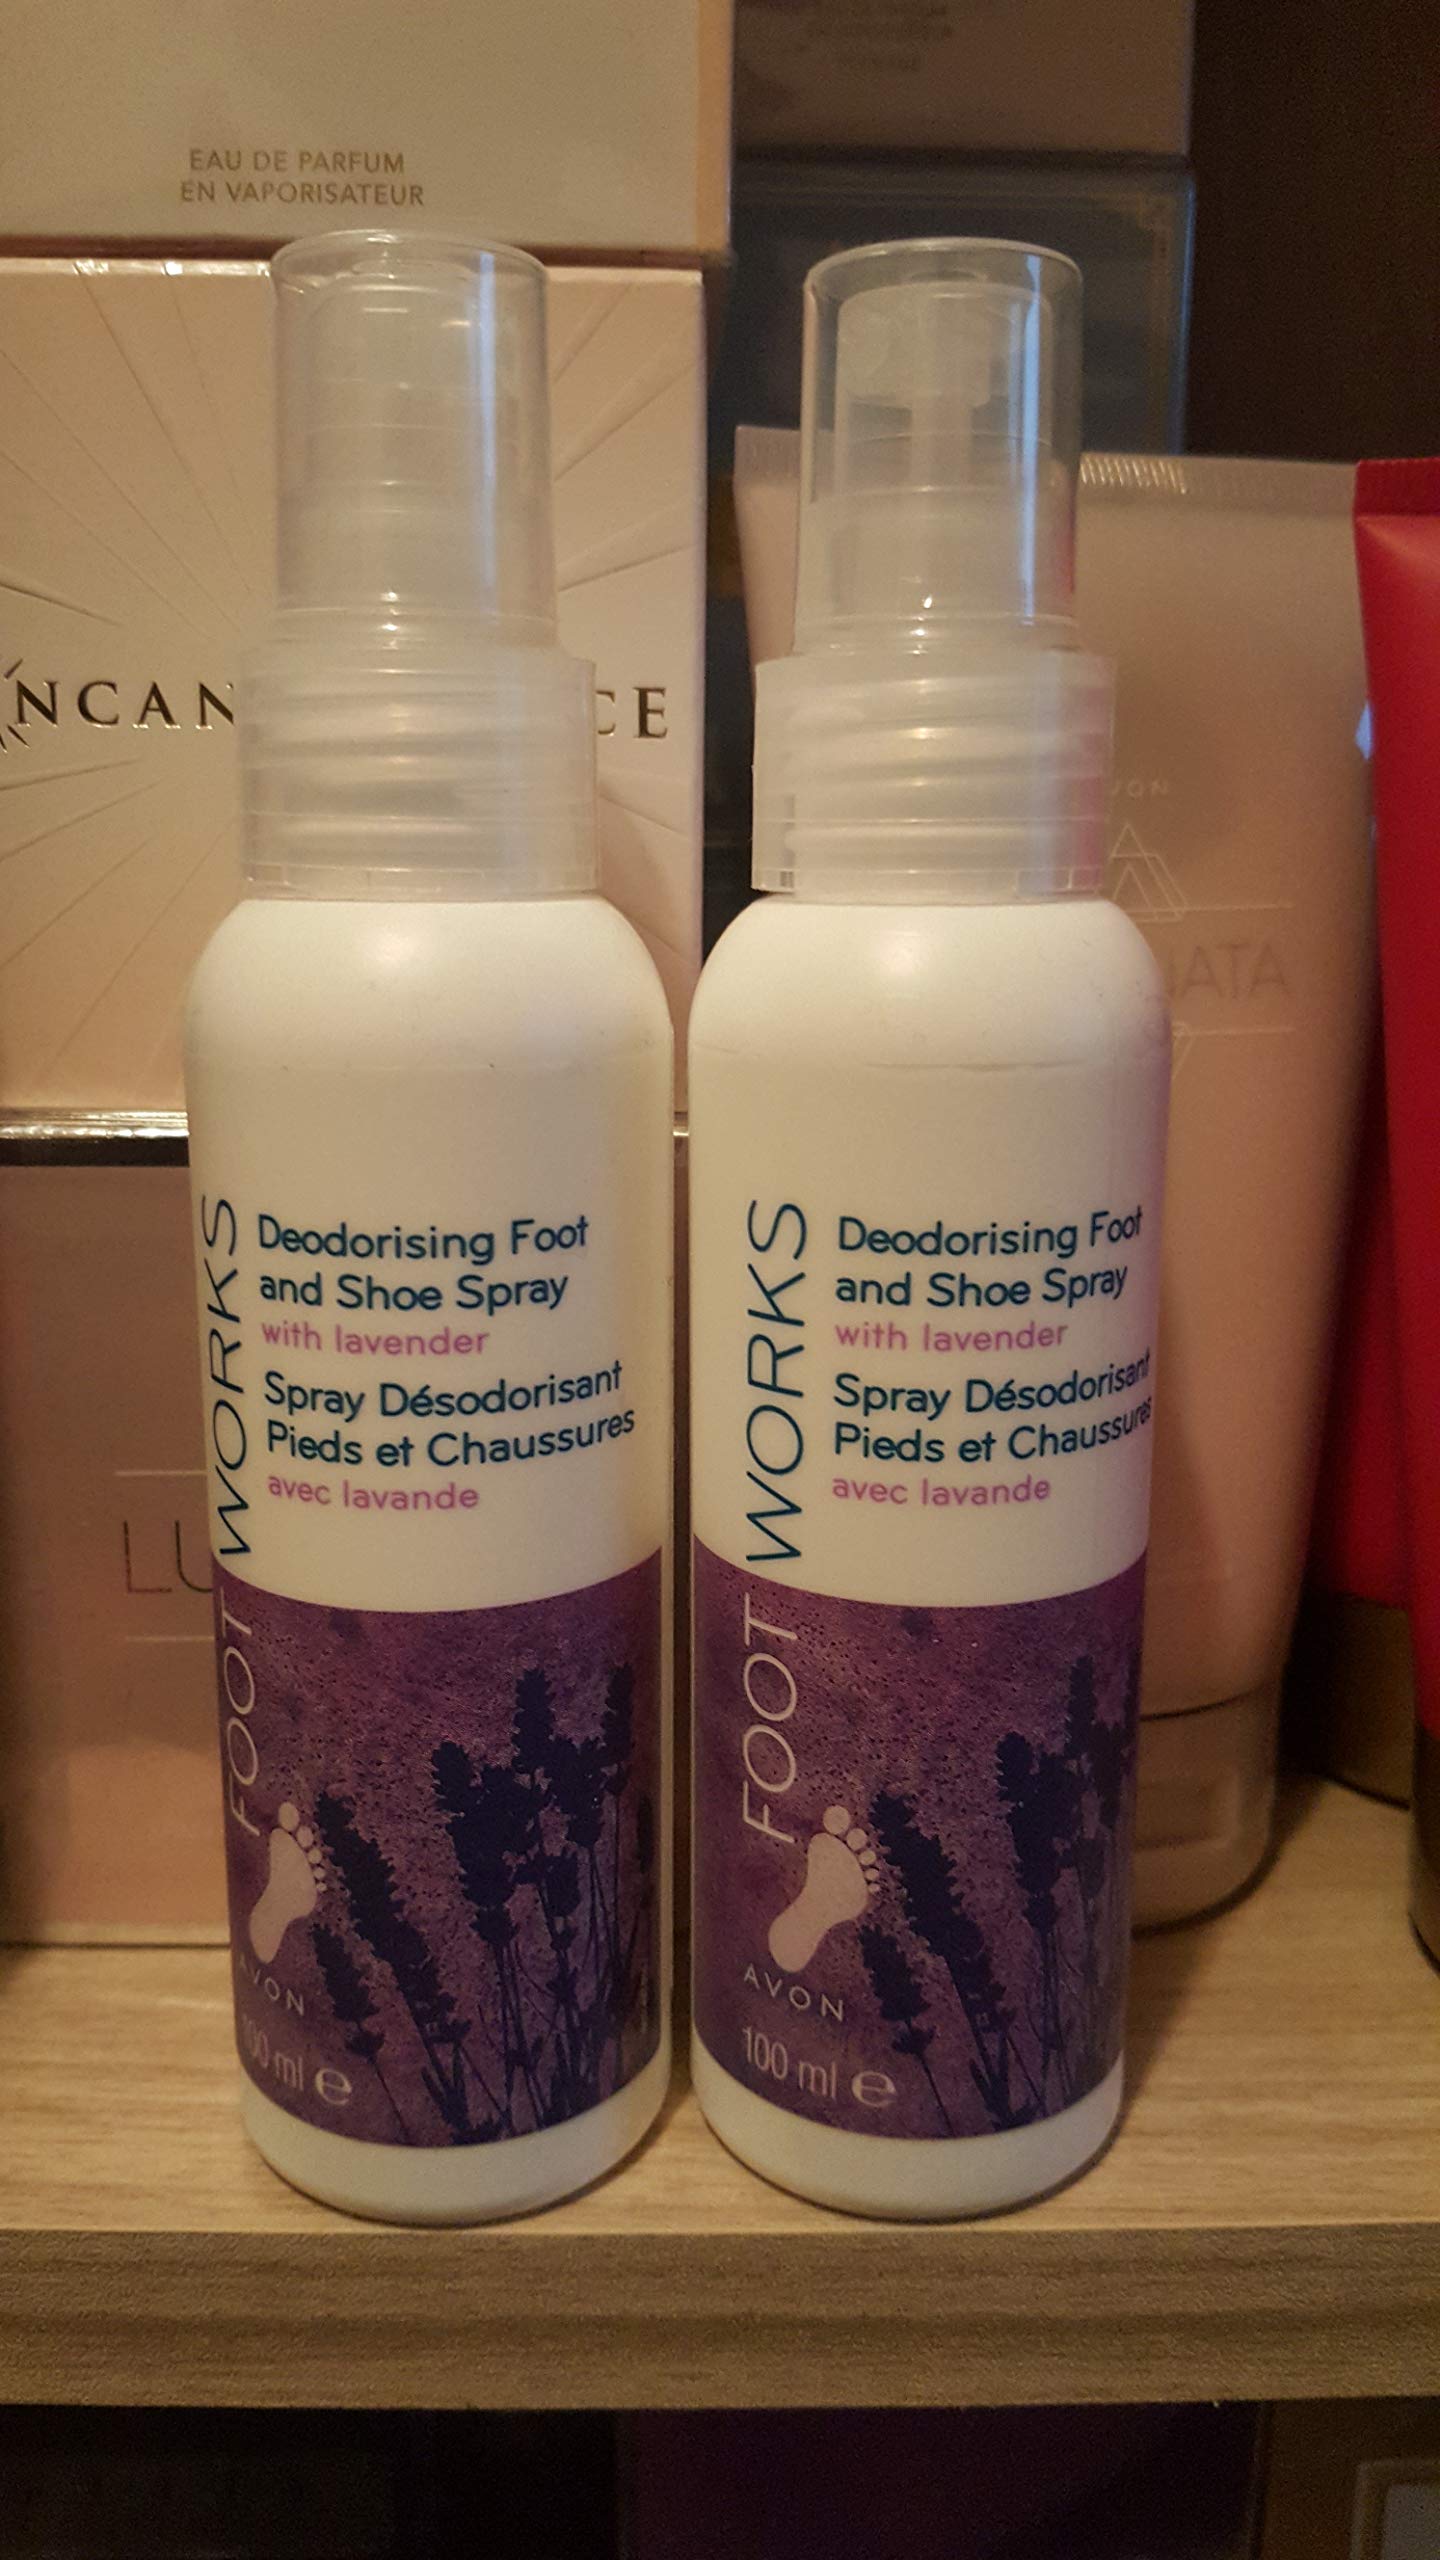 EAU DE PARFUM
EN VAPORISATEUR
AVON
FOOT WORKS
Deodorising Foot
and Shoe Spray
with lavender
Spray Désodorisant
Pieds et Chaussures
avec lavande
AVON
100 ml e
FOOT WORKS
Deodorising Foot
and Shoe Spray
with lavender
Spray Désodorisant
Pieds et Chaussures
avec lavande
AVON
100 ml e